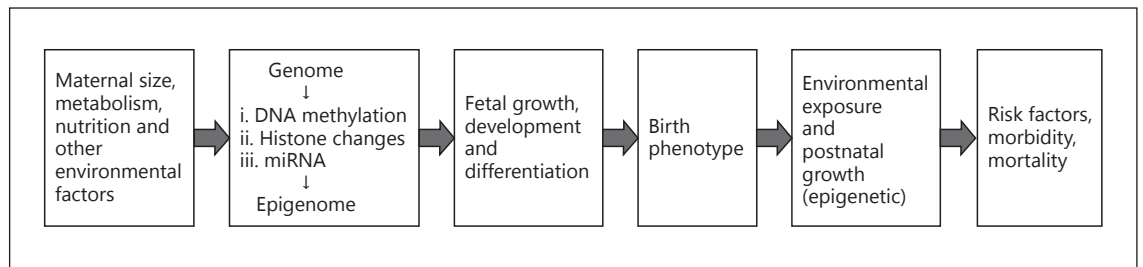 Maternal size,
metabolism,
nutrition and
other
environmental
factors
Genome
↓
i. DNA methylation
ii. Histone changes
iii. miRNA
↓
Epigenome
Fetal growth,
development
and
differentiation
Birth
phenotype
Environmental
exposure
and
postnatal
growth
(epigenetic)
Risk factors,
morbidity,
mortality